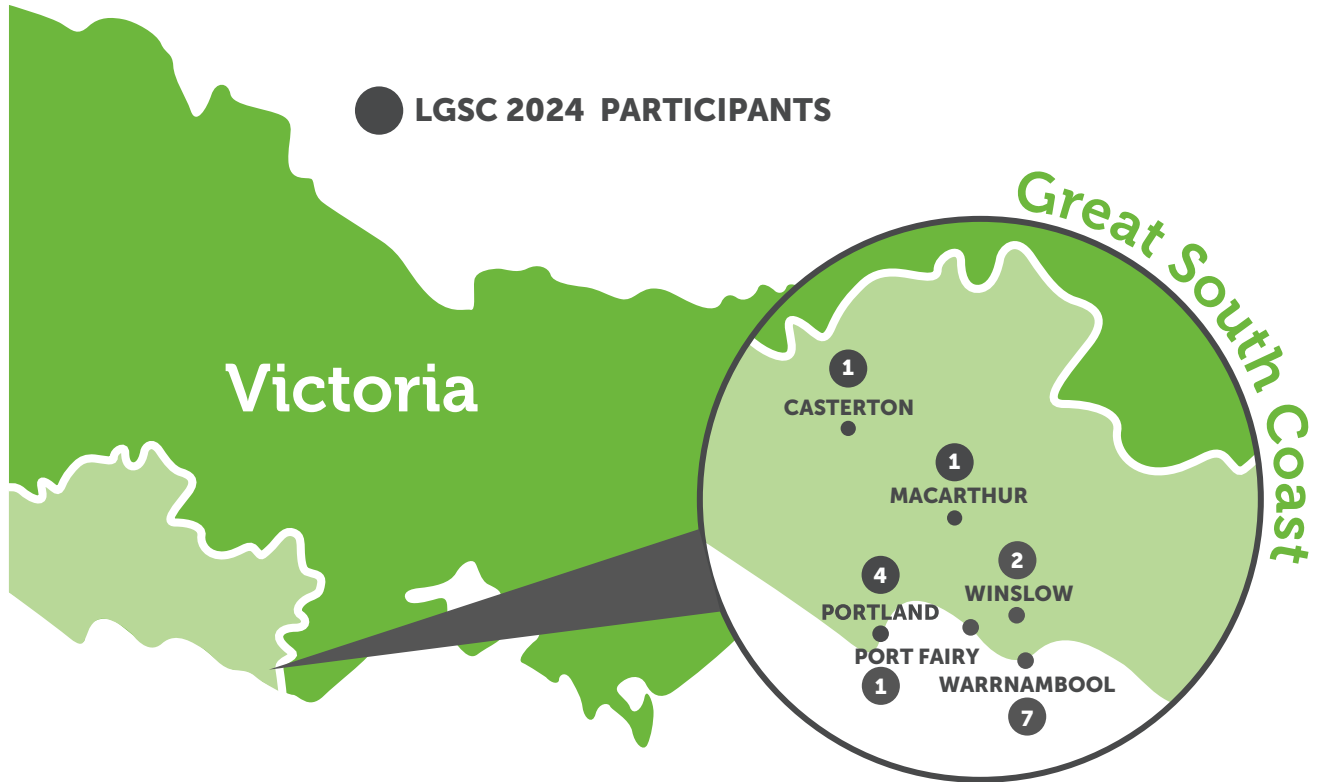 LGSC 2024 PARTICIPANTS
Great South Coast
Victoria
1
CASTERTON
1
MACARTHUR
2
WINSLOW
4
PORTLAND
PORT FAIRY
1
WARRNAMBOOL
7